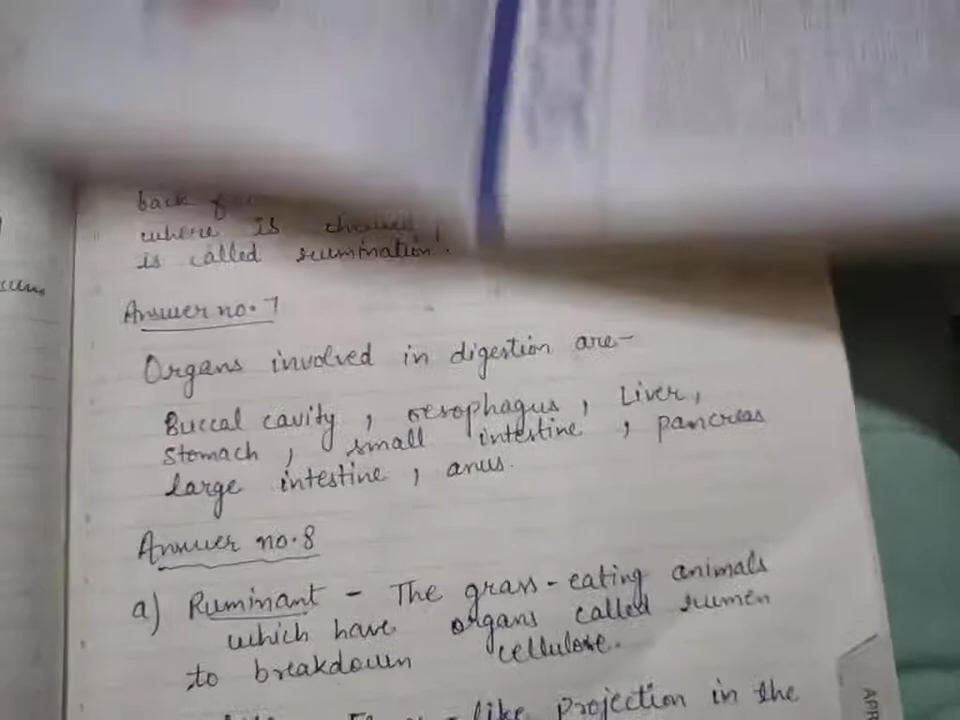 back
where is chewed
is called rumination.
Answer no. 7
Organs involved in digestion are-
Buccal cavity, oesophagus, Liver,
stomach, small intestine, pancreas
large intestine, anus.
Answer no. 8
a) Ruminant - The grass-eating animals
which have organs called rumen
to breakdown cellulose.
like projection in the
APR